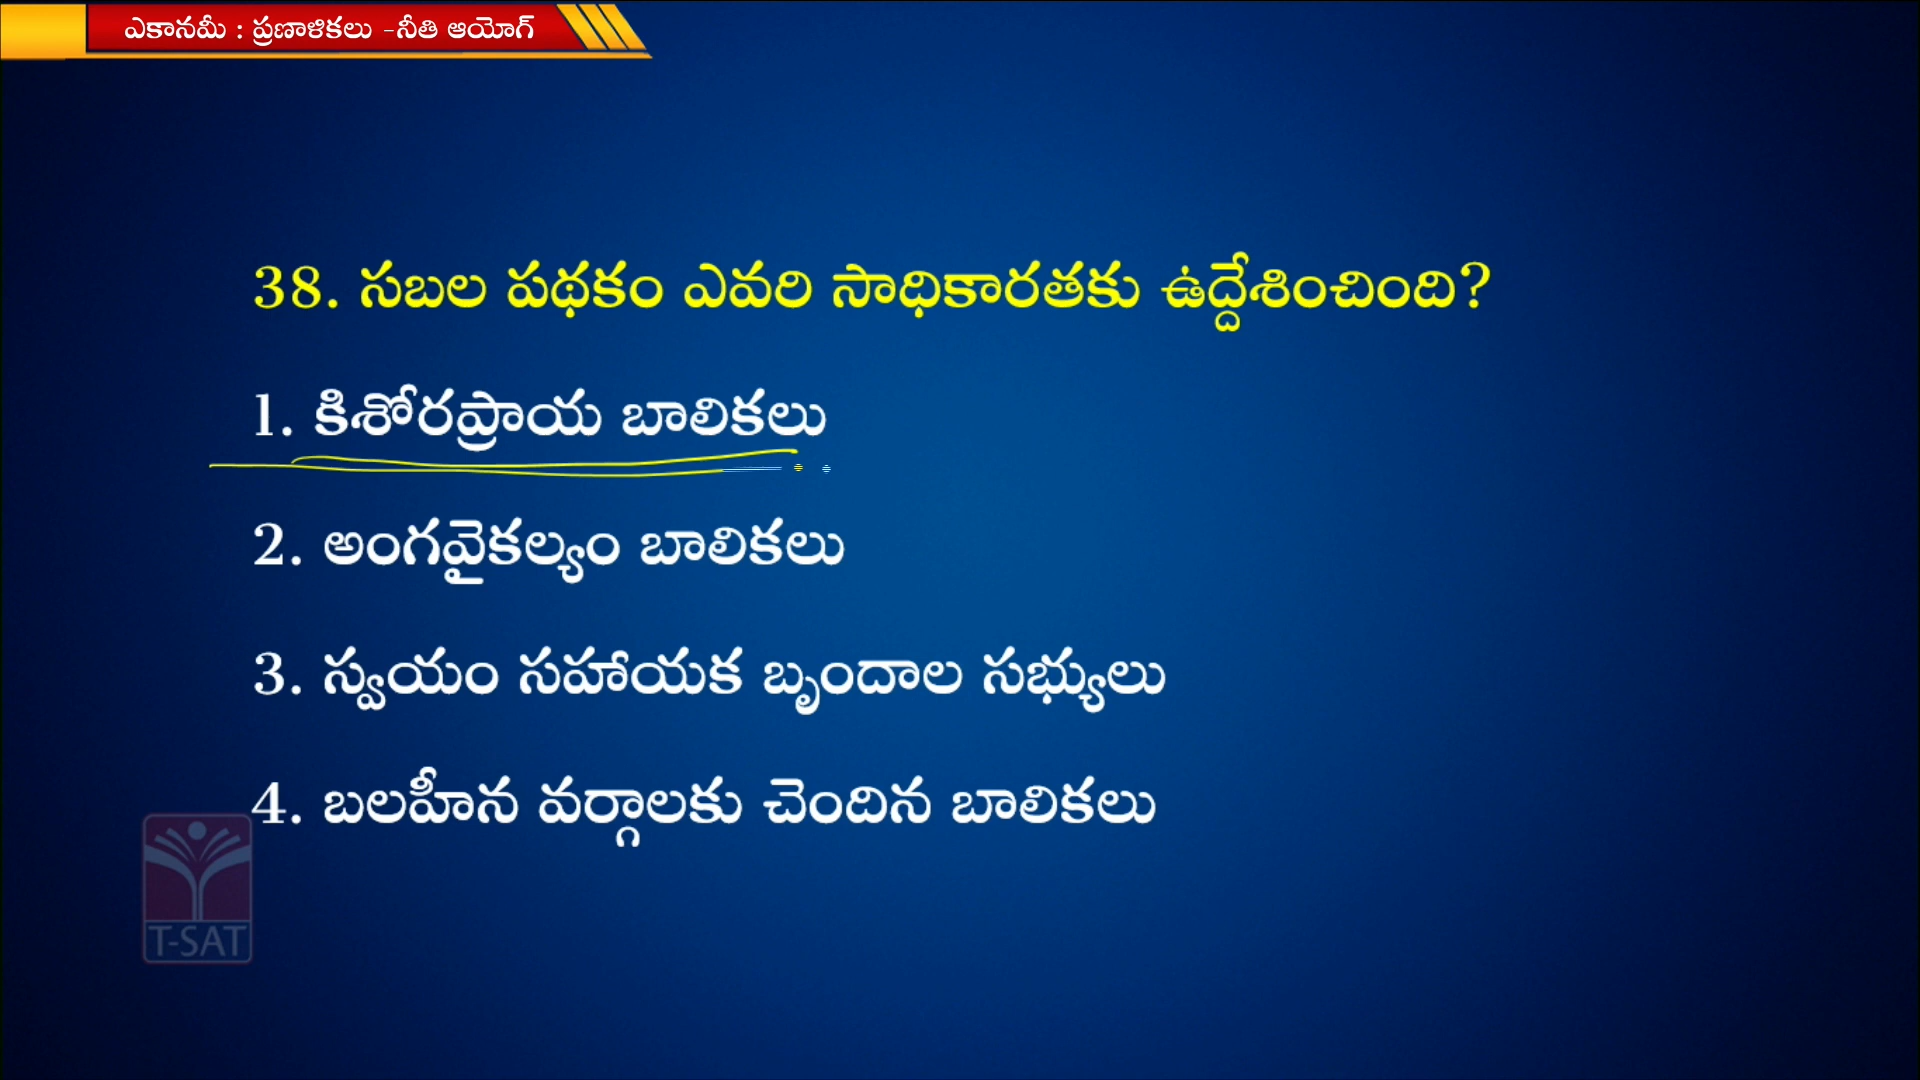 ఎకానమీ : ప్రణాళికలు -నీతి ఆయోగ్
38. సబల పథకం ఎవరి సాధికారతకు ఉద్దేశించింది?
1. కిశోరప్రాయ బాలికలు
2. అంగవైకల్యం బాలికలు
3. స్వయం సహాయక బృందాల సభ్యులు
4. బలహీన వర్గాలకు చెందిన బాలికలు
T-SAT